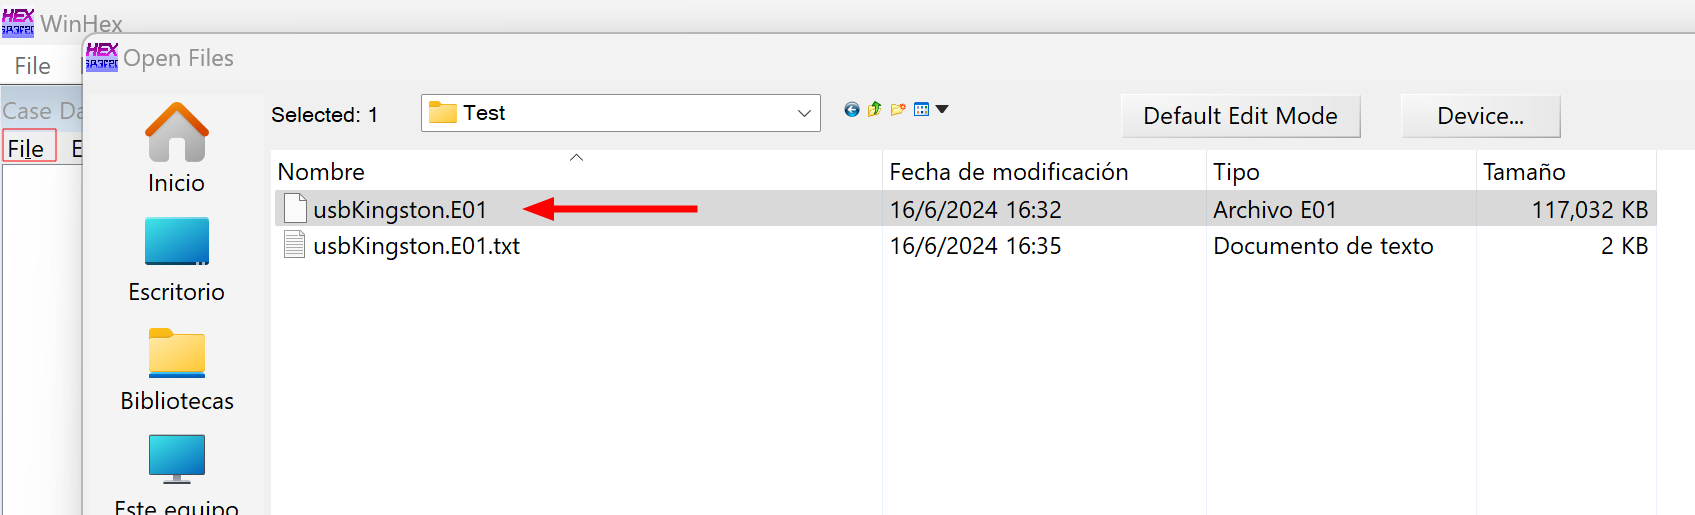 WinHex
Open Files
File
Case Da
File E
Selected: 1 Test Default Edit Mode Device...
Inicio
Escritorio
Bibliotecas
Este equipo
Nombre Fecha de modificación Tipo Tamaño
usbKingston.E01 16/6/2024 16:32 Archivo E01 117,032 KB
usbKingston.E01.txt 16/6/2024 16:35 Documento de texto 2 KB